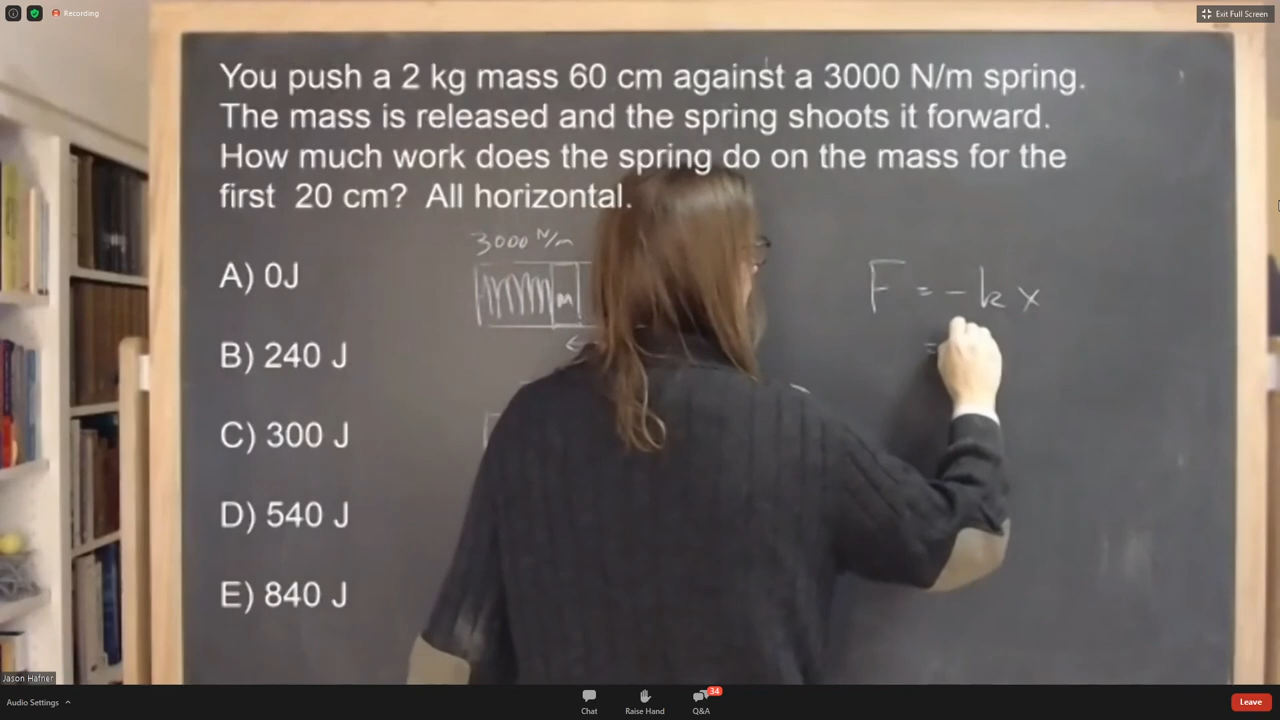 Recording
Exit Full Screen
You push a 2 kg mass 60 cm against a 3000 N/m spring.
The mass is released and the spring shoots it forward.
How much work does the spring do on the mass for the
first 20 cm? All horizontal.
3000 N/m
A) 0J
m
F = -kx
=
B) 240 J
C) 300 J
D) 540 J
E) 840 J
Jason Hafner
Audio Settings
Chat
Raise Hand
34
Q&A
Leave